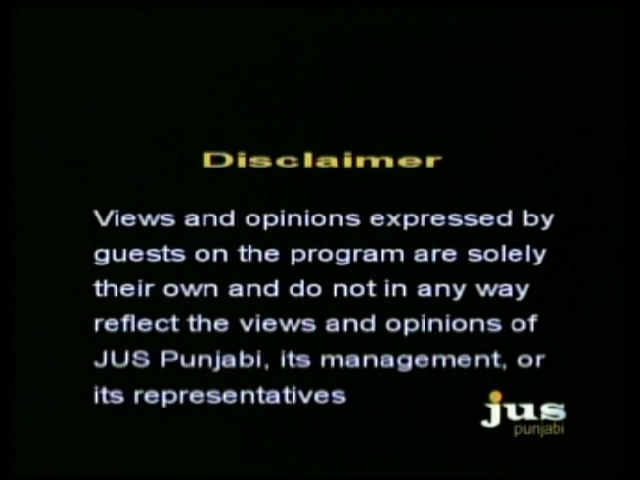 Disclaimer
Views and opinions expressed by
guests on the program are solely
their own and do not in any way
reflect the views and opinions of
JUS Punjabi, its management, or
its representatives
jus
punjabi